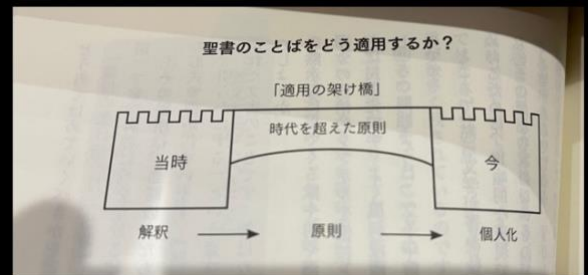 聖書のことばをどう適用するか？
「適用の架け橋」
時代を超えた原則
当時
今
解釈 → 原則 → 個人化